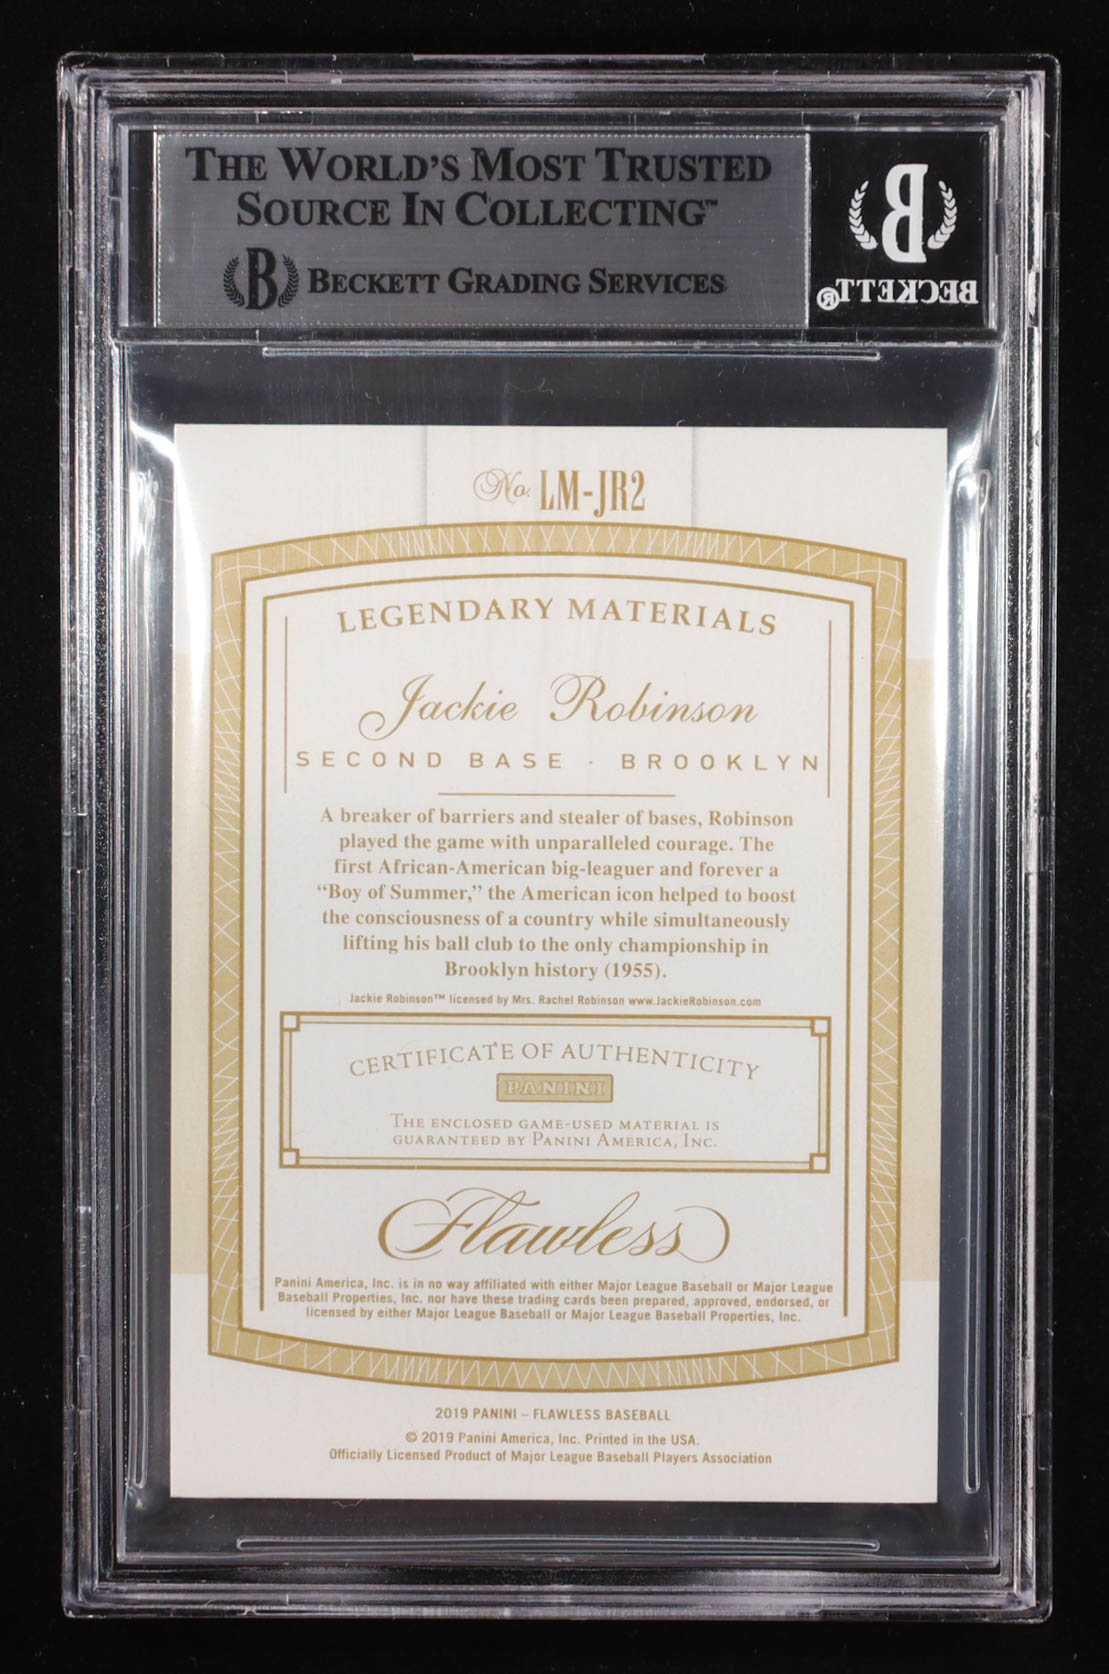 THE WORLD'S MOST TRUSTED
SOURCE IN COLLECTING™
B BECKETT GRADING SERVICES
B
BECKETT®
No. LM-JR2
LEGENDARY MATERIALS
Jackie Robinson
SECOND BASE · BROOKLYN
A breaker of barriers and stealer of bases, Robinson
played the game with unparalleled courage. The
first African-American big-leaguer and forever a
“Boy of Summer,” the American icon helped to boost
the consciousness of a country while simultaneously
lifting his ball club to the only championship in
Brooklyn history (1955).
Jackie Robinson™ licensed by Mrs. Rachel Robinson www.JackieRobinson.com
CERTIFICATE OF AUTHENTICITY
PANINI
THE ENCLOSED GAME-USED MATERIAL IS
GUARANTEED BY PANINI AMERICA, INC.
Flawless
Panini America, Inc. is in no way affiliated with either Major League Baseball or Major League
Baseball Properties, Inc. nor have these trading cards been prepared, approved, endorsed, or
licensed by either Major League Baseball or Major League Baseball Properties, Inc.
2019 PANINI – FLAWLESS BASEBALL
© 2019 Panini America, Inc. Printed in the USA.
Officially Licensed Product of Major League Baseball Players Association